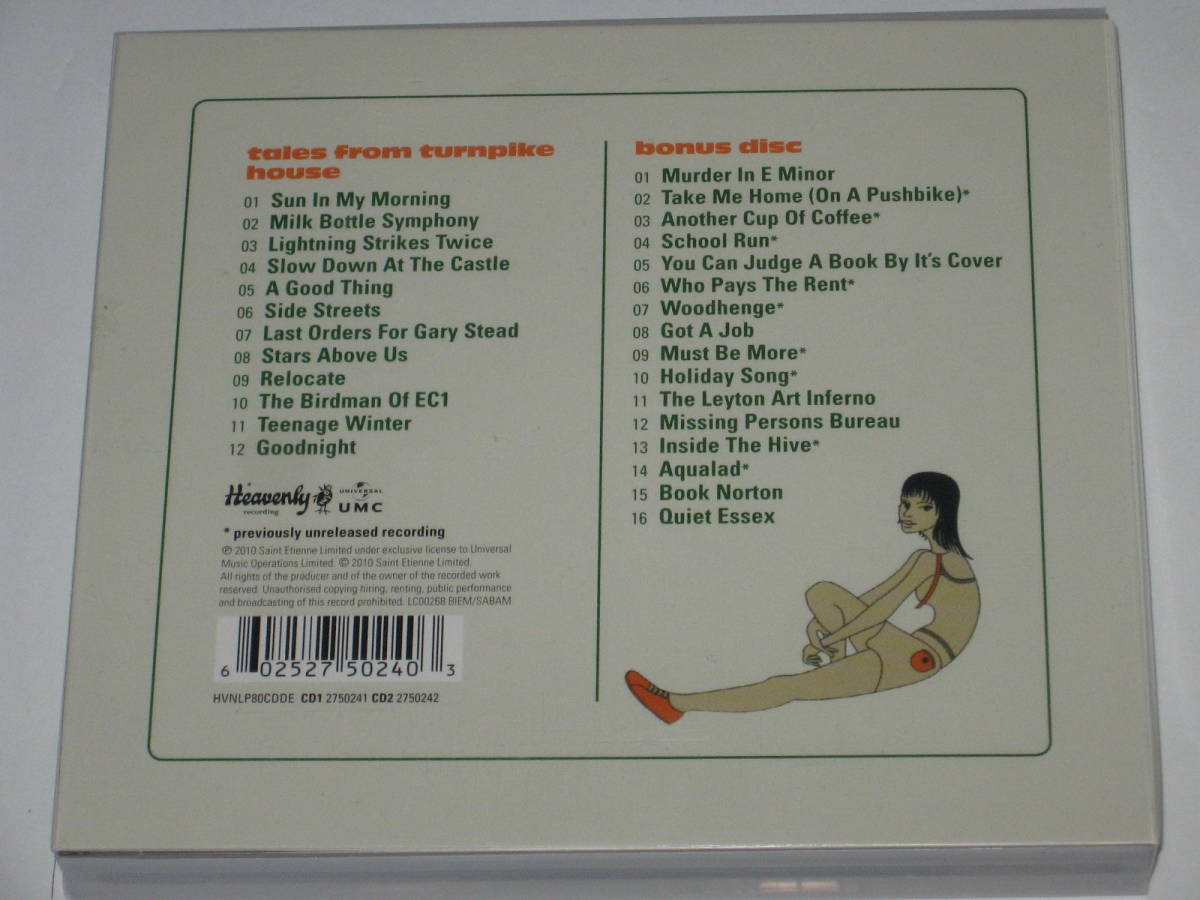 tales from turnpike
house
01 Sun In My Morning
02 Milk Bottle Symphony
03 Lightning Strikes Twice
04 Slow Down At The Castle
05 A Good Thing
06 Side Streets
07 Last Orders For Gary Stead
08 Stars Above Us
09 Relocate
10 The Birdman Of EC1
11 Teenage Winter
12 Goodnight
Heavenly
recording
UNIVERSAL
UMC
* previously unreleased recording
℗ 2010 Saint Etienne Limited under exclusive license to Universal
Music Operations Limited. © 2010 Saint Etienne Limited.
All rights of the producer and of the owner of the recorded work
reserved. Unauthorised copying hiring, renting, public performance
and broadcasting of this record prohibited. LC00268 BIEM/SABAM
6 02527 50240 3
HVNLP80CDDE CD1 2750241 CD2 2750242
bonus disc
01 Murder In E Minor
02 Take Me Home (On A Pushbike)*
03 Another Cup Of Coffee*
04 School Run*
05 You Can Judge A Book By It's Cover
06 Who Pays The Rent*
07 Woodhenge*
08 Got A Job
09 Must Be More*
10 Holiday Song*
11 The Leyton Art Inferno
12 Missing Persons Bureau
13 Inside The Hive*
14 Aqualad*
15 Book Norton
16 Quiet Essex